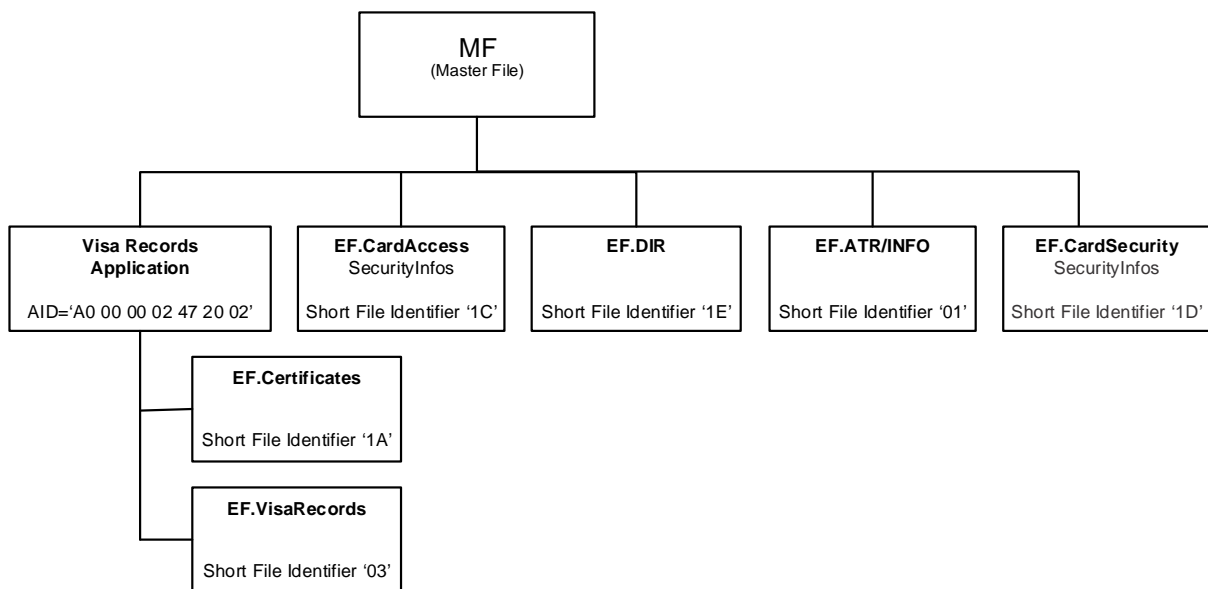 MF
(Master File)
Visa Records
Application
AID=‘A0 00 00 02 47 20 02’
EF.CardAccess
SecurityInfos
Short File Identifier ‘1C’
EF.DIR
Short File Identifier ‘1E’
EF.ATR/INFO
Short File Identifier ‘01’
EF.CardSecurity
SecurityInfos
Short File Identifier ‘1D’
EF.Certificates
Short File Identifier ‘1A’
EF.VisaRecords
Short File Identifier ‘03’